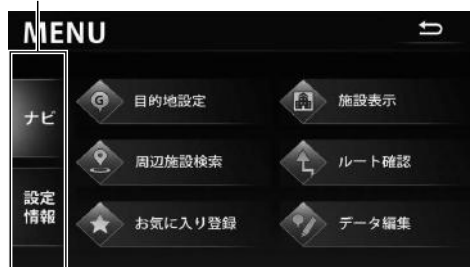 MENU
ナビ
設定
情報
目的地設定
施設表示
周辺施設検索
ルート確認
お気に入り登録
データ編集